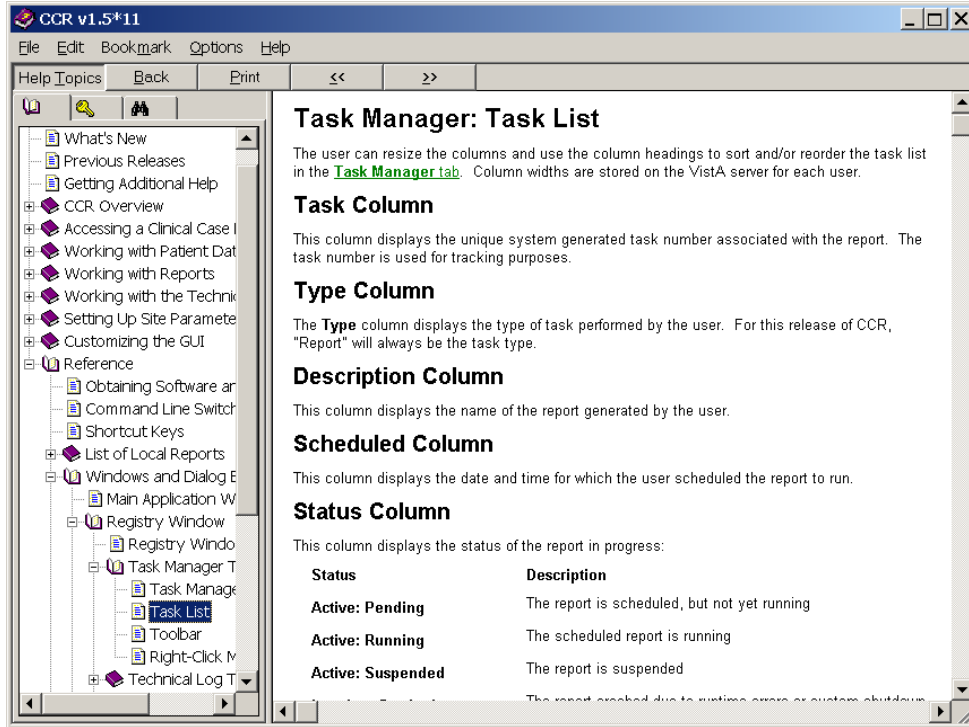 CCR v1.5*11
File Edit Bookmark Options Help
Help Topics Back Print << >>
What's New
Previous Releases
Getting Additional Help
CCR Overview
Accessing a Clinical Case
Working with Patient Dat
Working with Reports
Working with the Technic
Setting Up Site Paramete
Customizing the GUI
Reference
Obtaining Software an
Command Line Switch
Shortcut Keys
List of Local Reports
Windows and Dialog B
Main Application W
Registry Window
Registry Windo
Task Manager T
Task Manage
Task List
Toolbar
Right-Click M
Technical Log T
Task Manager: Task List
The user can resize the columns and use the column headings to sort and/or reorder the task list
in the Task Manager tab. Column widths are stored on the VistA server for each user.
Task Column
This column displays the unique system generated task number associated with the report. The
task number is used for tracking purposes.
Type Column
The Type column displays the type of task performed by the user. For this release of CCR,
"Report" will always be the task type.
Description Column
This column displays the name of the report generated by the user.
Scheduled Column
This column displays the date and time for which the user scheduled the report to run.
Status Column
This column displays the status of the report in progress:
Status Description
Active: Pending The report is scheduled, but not yet running
Active: Running The scheduled report is running
Active: Suspended The report is suspended
The report crashed due to runtime errors or system shutdown